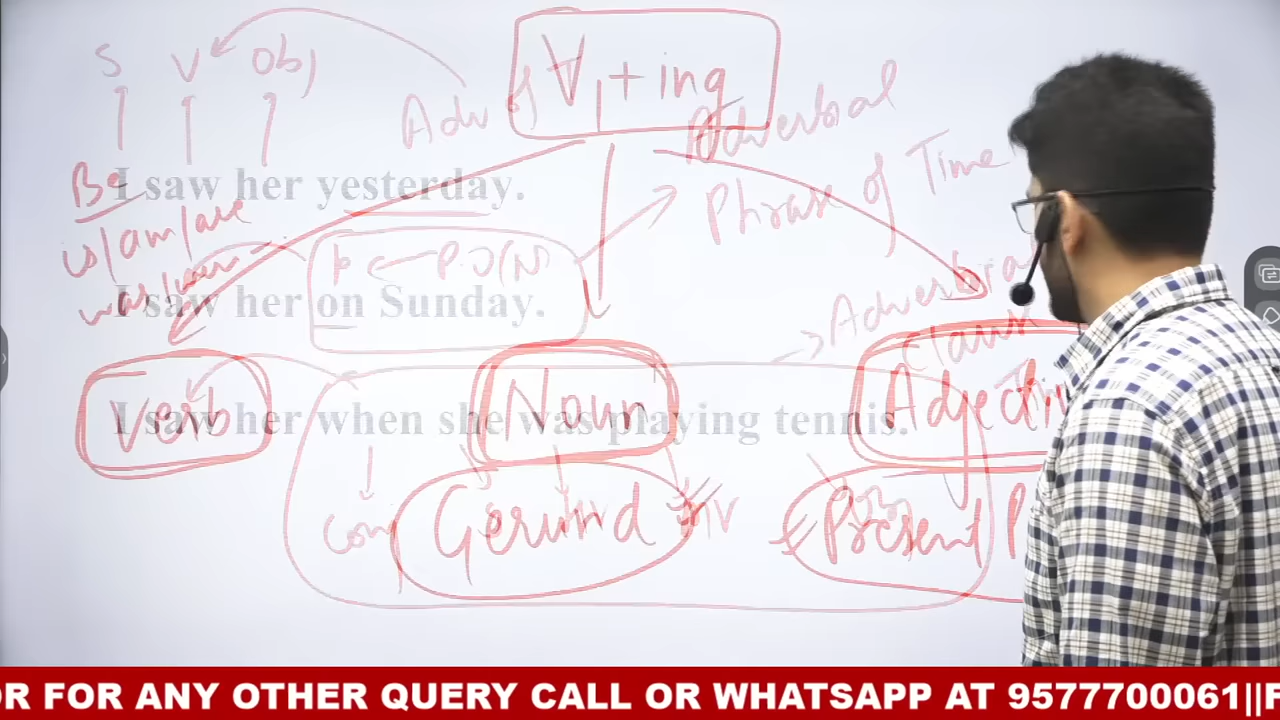 S V Obj
V1 + ing
Adv of
Adverbial
Phrase of Time
I saw her yesterday.
Be
is/am/are
was/were
P.O(N)
I saw her on Sunday.
Adverbial
Clause
Verb
Noun
I saw her when she was playing tennis.
Gerund
Present P
OR FOR ANY OTHER QUERY CALL OR WHATSAPP AT 9577700061||F